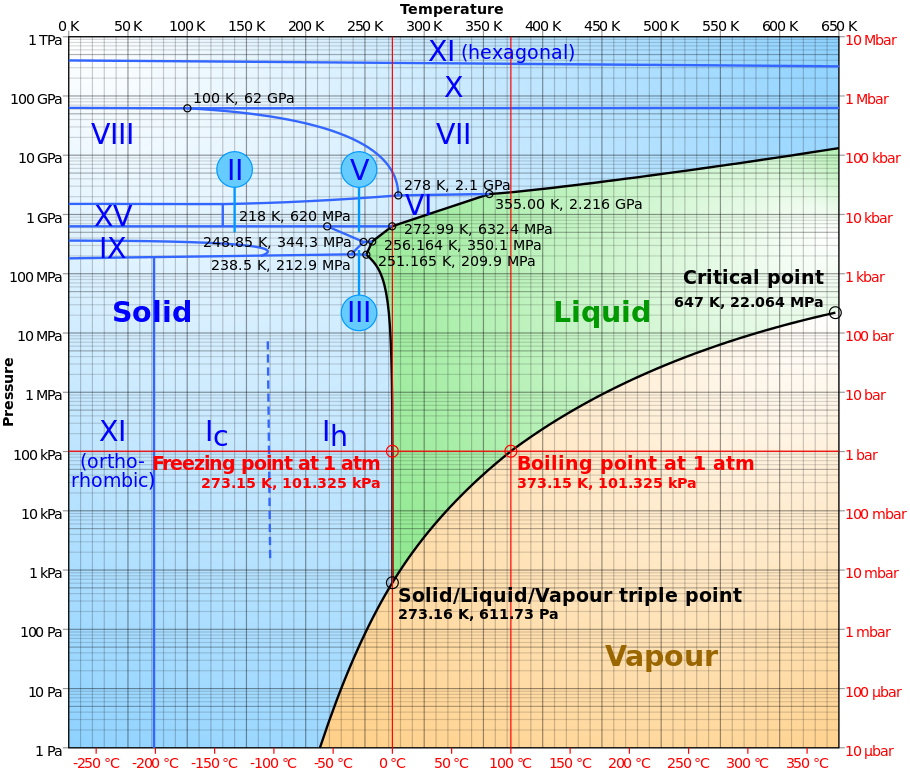 Temperature
0 K 50 K 100 K 150 K 200 K 250 K 300 K 350 K 400 K 450 K 500 K 550 K 600 K 650 K
1 TPa
10 Mbar
XI (hexagonal)
X
100 GPa
1 Mbar
100 K, 62 GPa
VIII
VII
10 GPa
100 kbar
II
V
278 K, 2.1 GPa
355.00 K, 2.216 GPa
VI
1 GPa
10 kbar
XV
218 K, 620 MPa
272.99 K, 632.4 MPa
IX
248.85 K, 344.3 MPa
256.164 K, 350.1 MPa
238.5 K, 212.9 MPa
251.165 K, 209.9 MPa
100 MPa
1 kbar
Critical point
647 K, 22.064 MPa
Solid
III
Liquid
10 MPa
100 bar
Pressure
1 MPa
10 bar
XI
(ortho-
rhombic)
Ic
Ih
100 kPa
1 bar
Freezing point at 1 atm
273.15 K, 101.325 kPa
Boiling point at 1 atm
373.15 K, 101.325 kPa
10 kPa
100 mbar
1 kPa
10 mbar
Solid/Liquid/Vapour triple point
273.16 K, 611.73 Pa
100 Pa
1 mbar
Vapour
10 Pa
100 µbar
1 Pa
10 µbar
-250 °C -200 °C -150 °C -100 °C -50 °C 0 °C 50 °C 100 °C 150 °C 200 °C 250 °C 300 °C 350 °C